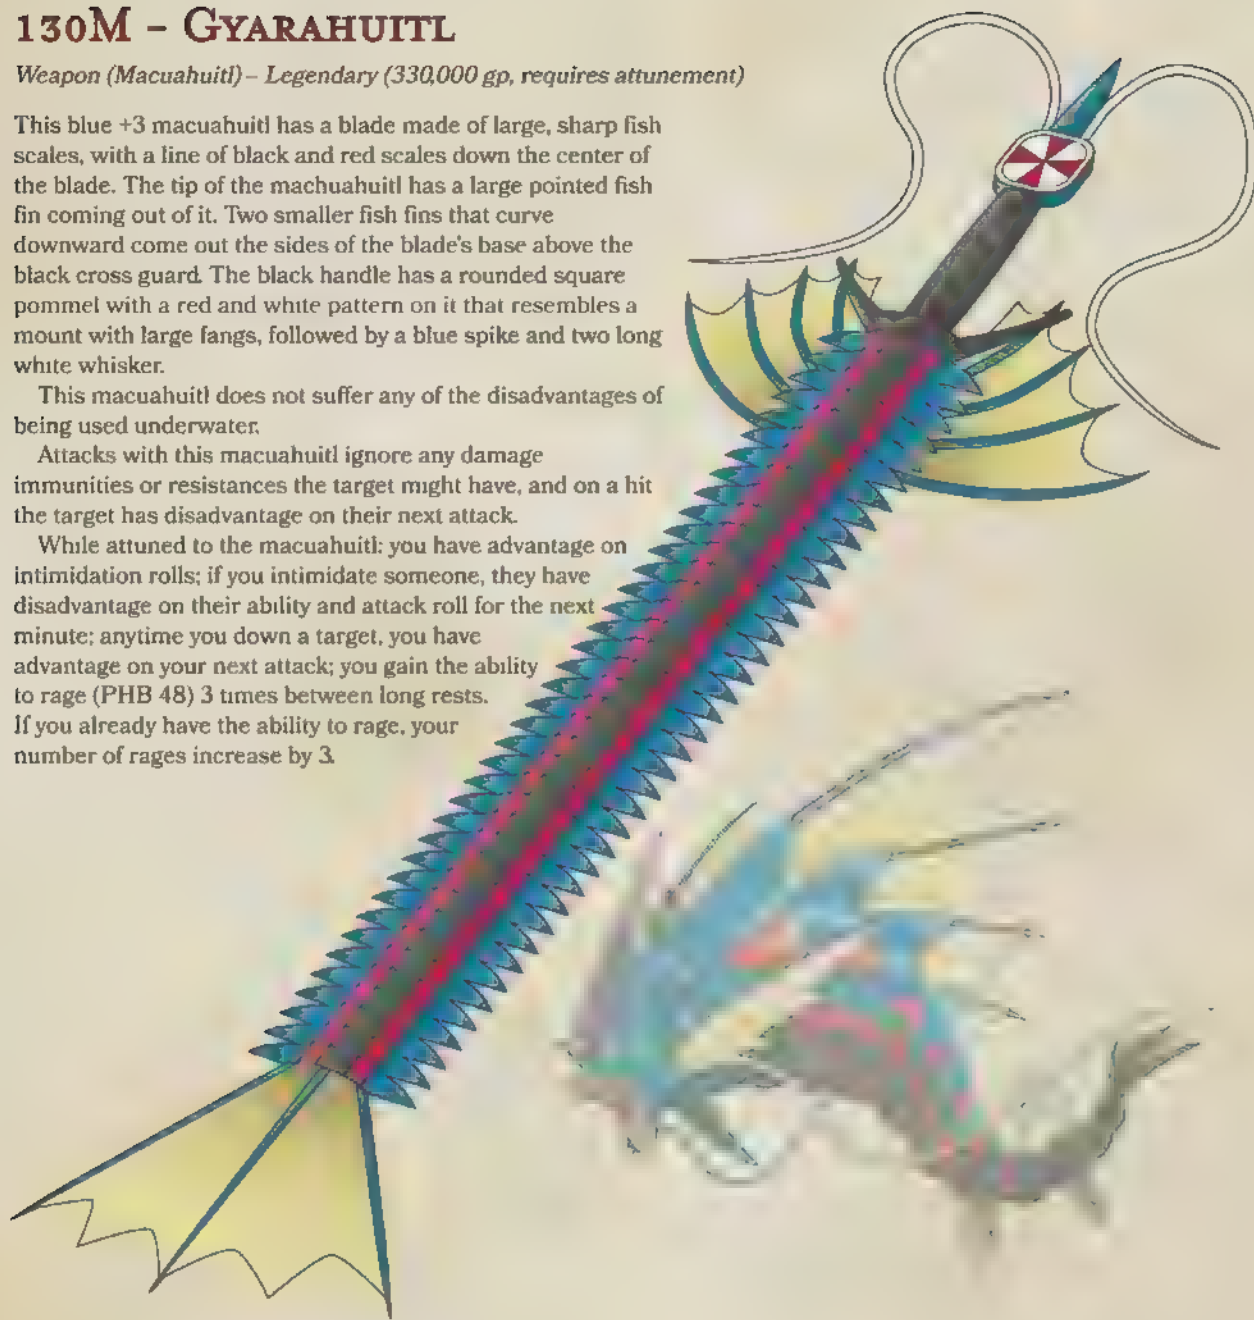 130M – Gyarahuitl
Weapon (Macuahuitl) – Legendary (330,000 gp, requires attunement)
This blue +3 macuahuitl has a blade made of large, sharp fish
scales, with a line of black and red scales down the center of
the blade. The tip of the machuahuitl has a large pointed fish
fin coming out of it. Two smaller fish fins that curve
downward come out the sides of the blade's base above the
black cross guard. The black handle has a rounded square
pommel with a red and white pattern on it that resembles a
mount with large fangs, followed by a blue spike and two long
white whisker.
This macuahuitl does not suffer any of the disadvantages of
being used underwater.
Attacks with this macuahuitl ignore any damage
immunities or resistances the target might have, and on a hit
the target has disadvantage on their next attack.
While attuned to the macuahuitl: you have advantage on
intimidation rolls; if you intimidate someone, they have
disadvantage on their ability and attack roll for the next
minute; anytime you down a target, you have
advantage on your next attack; you gain the ability
to rage (PHB 48) 3 times between long rests.
If you already have the ability to rage, your
number of rages increase by 3.